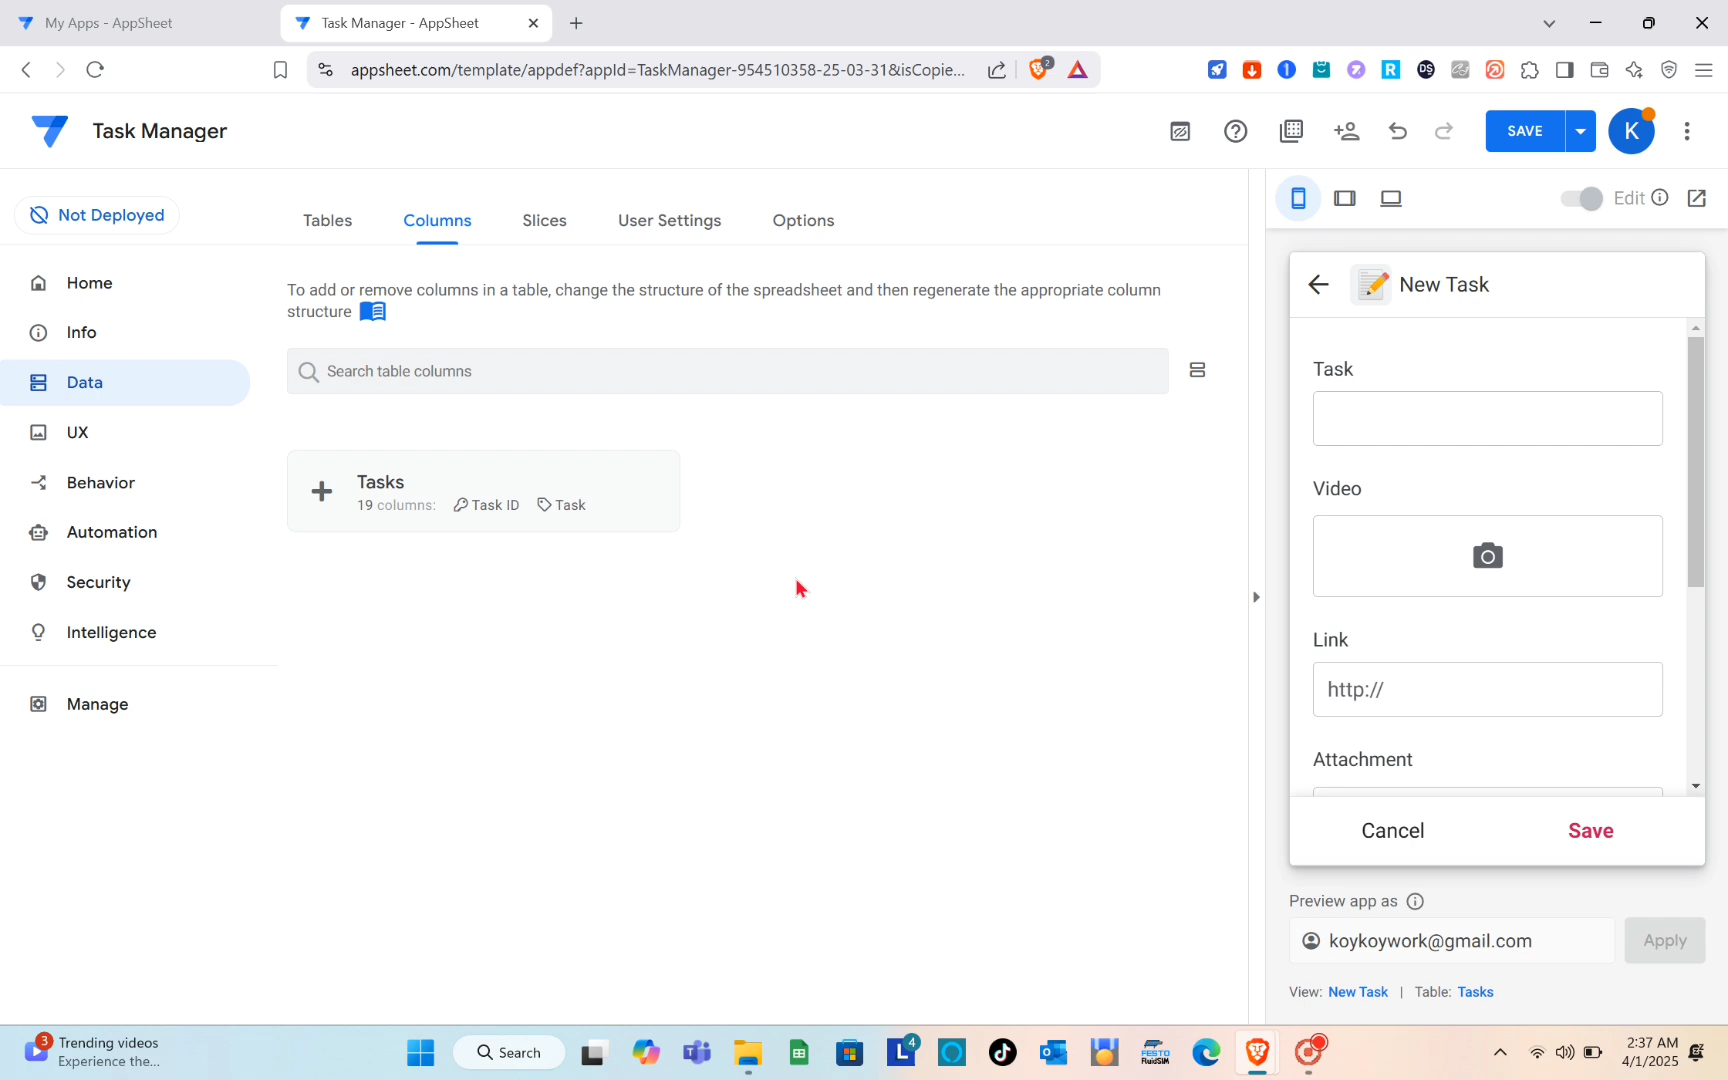 My Apps - AppSheet
Task Manager - AppSheet
appsheet.com/template/appdef?appId=TaskManager-954510358-25-03-31&isCopie...
2
Task Manager
SAVE
K
Not Deployed
Home
Info
Data
UX
Behavior
Automation
Security
Intelligence
Manage
Tables
Columns
Slices
User Settings
Options
To add or remove columns in a table, change the structure of the spreadsheet and then regenerate the appropriate column
structure
Search table columns
Tasks
19 columns: Task ID Task
Edit
New Task
Task
Video
Link
http://
Attachment
Cancel
Save
Preview app as
koykoywork@gmail.com
Apply
View: New Task | Table: Tasks
3
Trending videos
Experience the...
Search
L
4
FESTO
FluidSIM
2:37 AM
4/1/2025